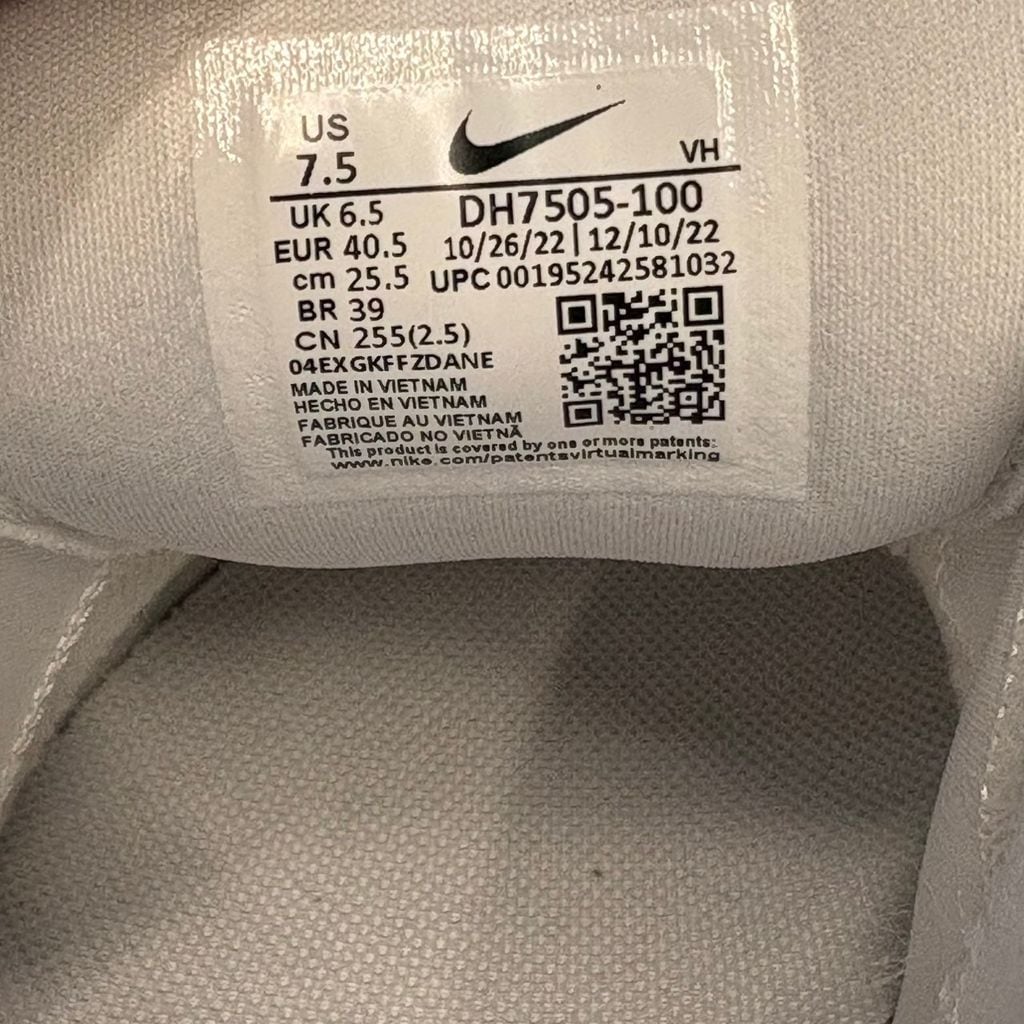 US
7.5
VH
UK 6.5
DH7505-100
EUR 40.5
10/26/22 | 12/10/22
cm 25.5
UPC 00195242581032
BR 39
CN 255(2.5)
04EXGKFFZDANE
MADE IN VIETNAM
HECHO EN VIETNAM
FABRIQUE AU VIETNAM
FABRICADO NO VIETNÃ
This product is covered by one or more patents:
www.nike.com/patentsvirtualmarking